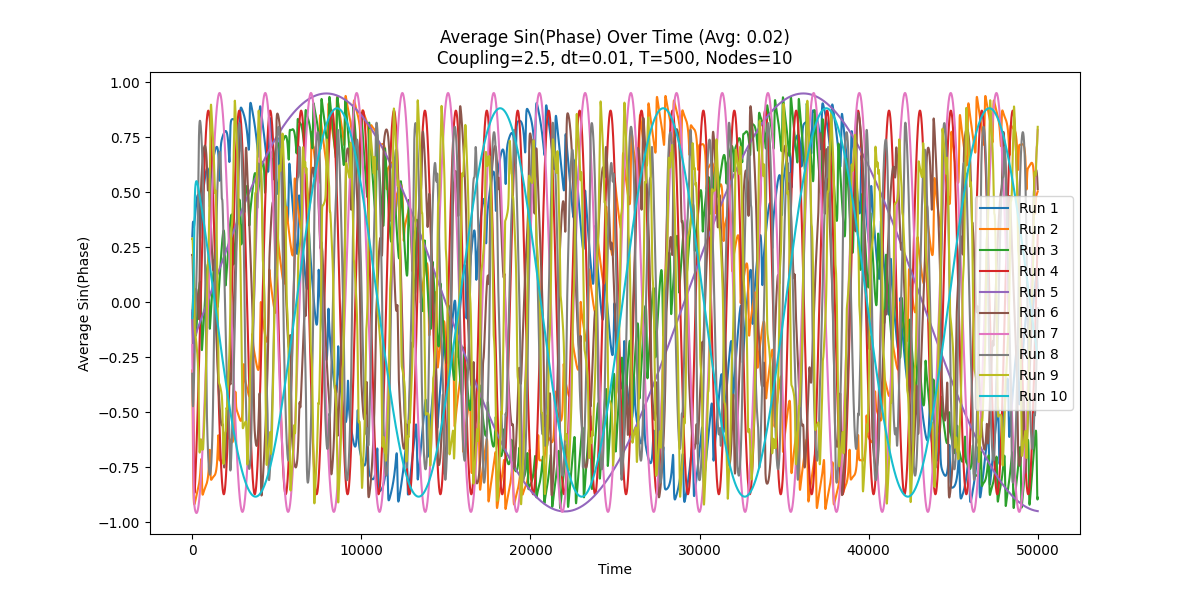 Average Sin(Phase) Over Time (Avg: 0.02)
Coupling=2.5, dt=0.01, T=500, Nodes=10
Average Sin(Phase)
1.00
0.75
0.50
0.25
0.00
−0.25
−0.50
−0.75
−1.00
Run 1
Run 2
Run 3
Run 4
Run 5
Run 6
Run 7
Run 8
Run 9
Run 10
0
10000
20000
30000
40000
50000
Time